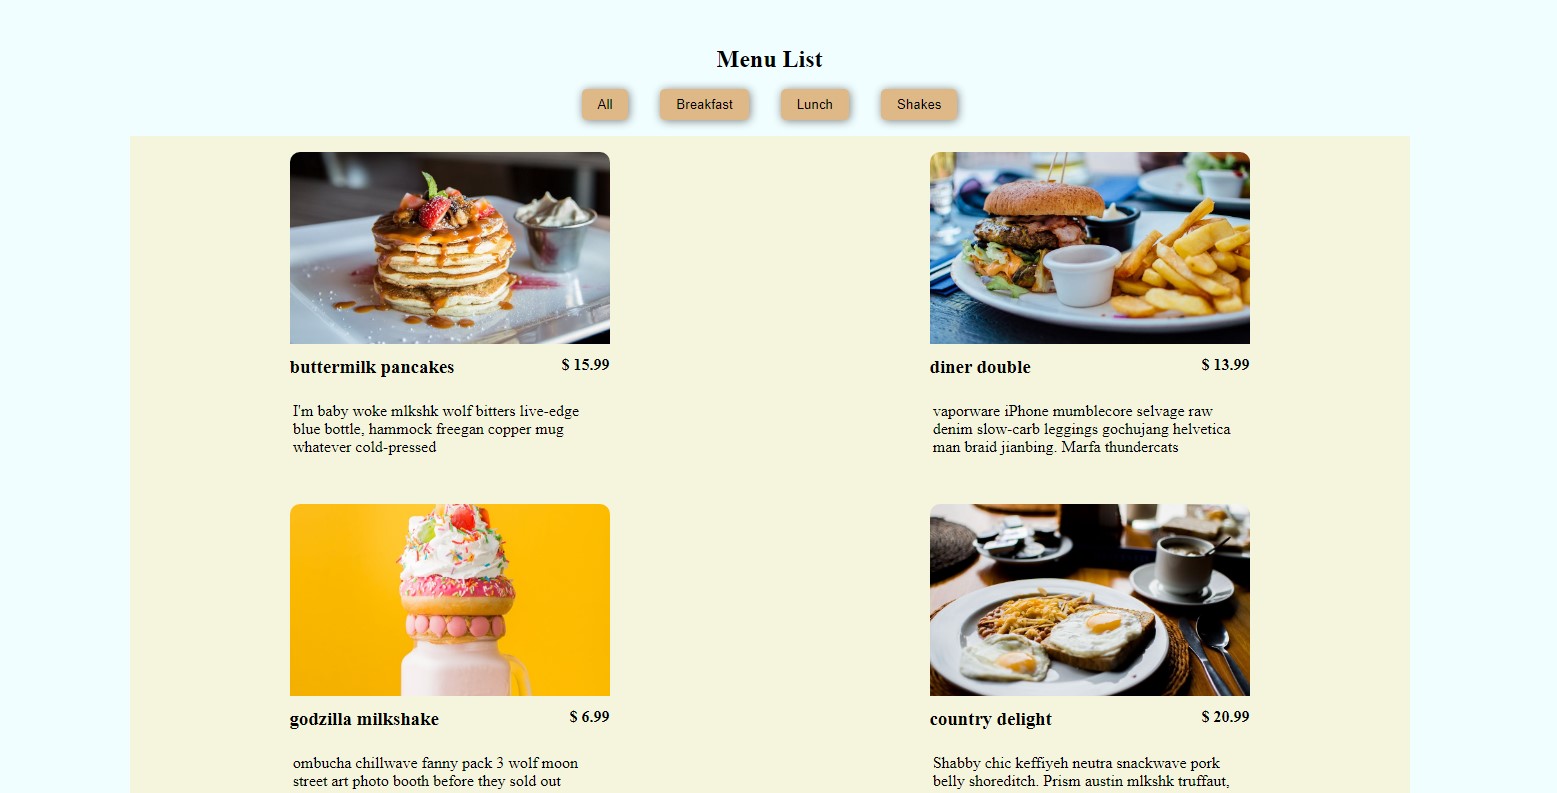 Menu List
All Breakfast Lunch Shakes
buttermilk pancakes $ 15.99
I'm baby woke mlkshk wolf bitters live-edge
blue bottle, hammock freegan copper mug
whatever cold-pressed
diner double $ 13.99
vaporware iPhone mumblecore selvage raw
denim slow-carb leggings gochujang helvetica
man braid jianbing. Marfa thundercats
godzilla milkshake $ 6.99
ombucha chillwave fanny pack 3 wolf moon
street art photo booth before they sold out
country delight $ 20.99
Shabby chic keffiyeh neutra snackwave pork
belly shoreditch. Prism austin mlkshk truffaut,